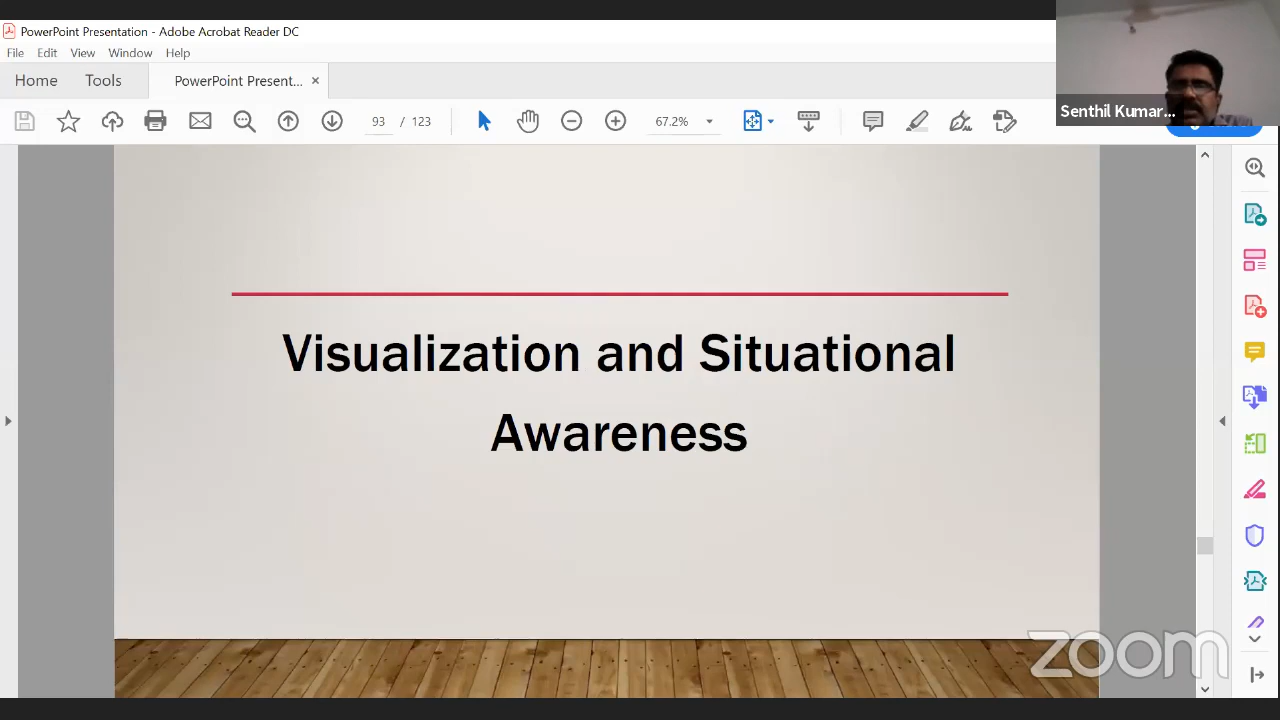 PowerPoint Presentation - Adobe Acrobat Reader DC
File Edit View Window Help
Home Tools PowerPoint Present... ×
93 / 123 67.2%
Senthil Kumar...
Visualization and Situational
Awareness
zoom